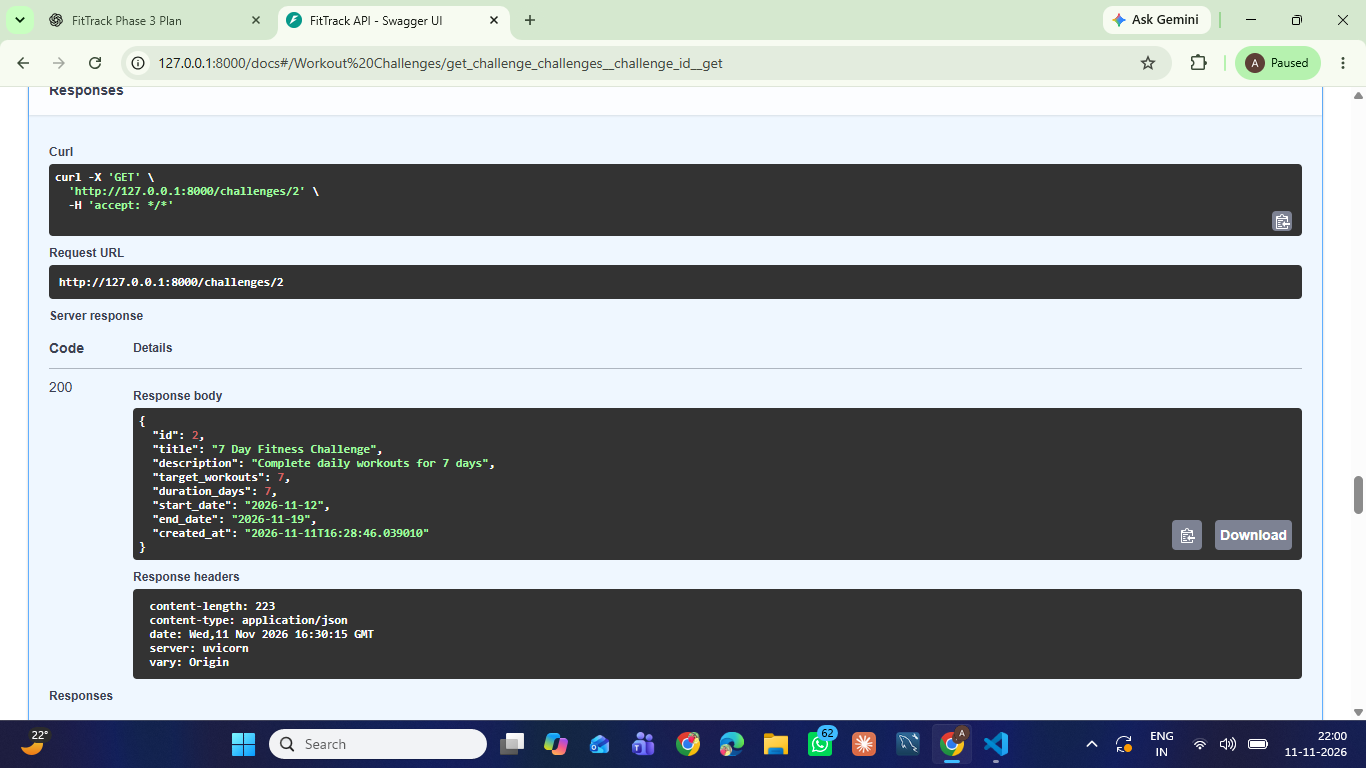 FitTrack Phase 3 Plan
FitTrack API - Swagger UI
Ask Gemini
127.0.0.1:8000/docs#/Workout%20Challenges/get_challenge_challenges__challenge_id__get
A
Paused
Responses
Curl
curl -X 'GET' \
'http://127.0.0.1:8000/challenges/2' \
-H 'accept: */*'
Request URL
http://127.0.0.1:8000/challenges/2
Server response
Code
Details
200
Response body
{
"id": 2,
"title": "7 Day Fitness Challenge",
"description": "Complete daily workouts for 7 days",
"target_workouts": 7,
"duration_days": 7,
"start_date": "2026-11-12",
"end_date": "2026-11-19",
"created_at": "2026-11-11T16:28:46.039010"
}
Download
Response headers
content-length: 223
content-type: application/json
date: Wed,11 Nov 2026 16:30:15 GMT
server: uvicorn
vary: Origin
Responses
22°
Search
62
A
ENG
IN
22:00
11-11-2026